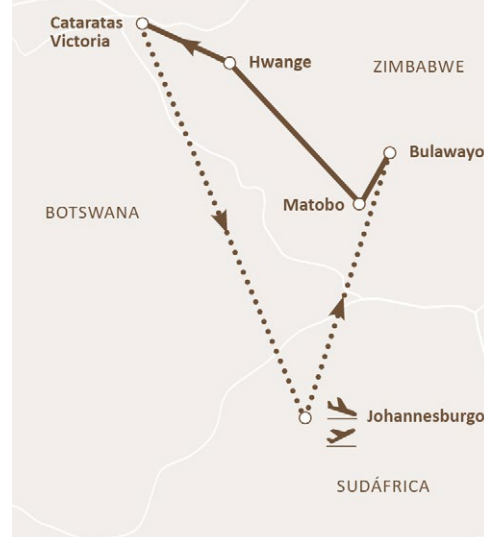 Cataratas
Victoria
Hwange
ZIMBABWE
Bulawayo
Matobo
BOTSWANA
Johannesburgo
SUDÁFRICA